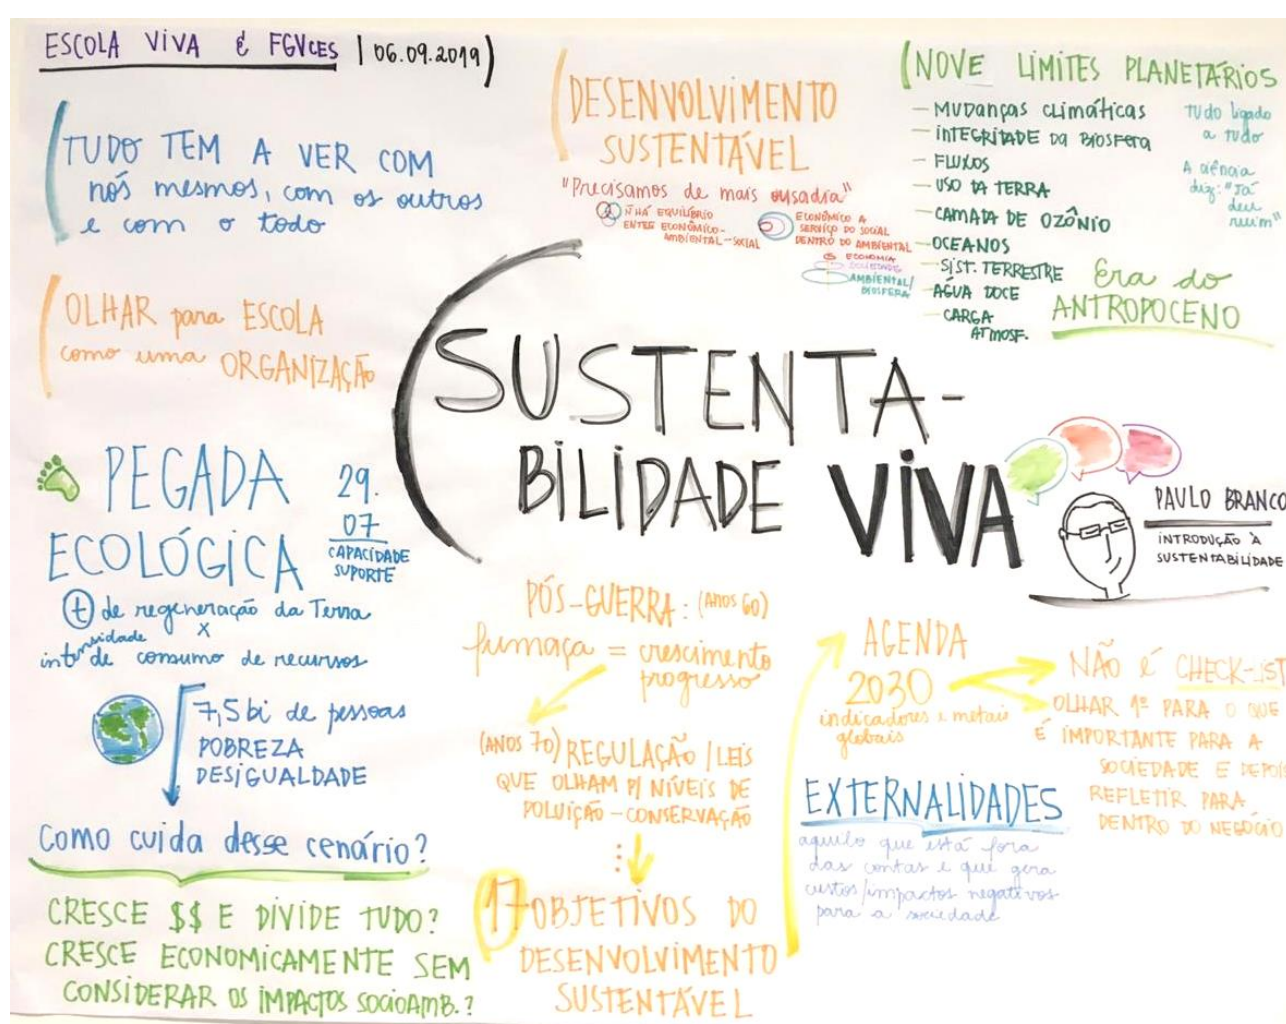 ESCOLA VIVA & FGVCES | 06.09.2019)
TUDO TEM A VER COM
nós mesmos, com os outros
e com o todo
OLHAR para ESCOLA
como uma ORGANIZAÇÃO
PEGADA
ECOLÓGICA
29.
07
CAPACIDADE
SUPORTE
t de regeneração da Terra
x
intensidade de consumo de recursos
7,5 bi de pessoas
POBREZA
DESIGUALDADE
Como cuida desse cenário?
CRESCE $$ E DIVIDE TUDO?
CRESCE ECONOMICAMENTE SEM
CONSIDERAR OS IMPACTOS SOCIOAMB.?
DESENVOLVIMENTO
SUSTENTÁVEL
"Precisamos de mais ousadia"
Ñ HÁ EQUILÍBRIO
ENTRE ECONÔMICO-
AMBIENTAL-SOCIAL
ECONÔMICO A
SERVIÇO DO SOCIAL
DENTRO DO AMBIENTAL
ECONOMIA
SOCIEDADE
AMBIENTAL/
BIOSFERA
NOVE LIMITES PLANETÁRIOS
- MUDANÇAS CLIMÁTICAS
- INTEGRIDADE DA BIOSFERA
- FLUXOS
- USO DA TERRA
- CAMADA DE OZÔNIO
- OCEANOS
- SIST. TERRESTRE
- ÁGUA DOCE
- CARGA
ATMOSF.
Tudo ligado
a tudo
A ciência
diz: "Já
deu
ruim"
Era do
ANTROPOCENO
SUSTENTA-
BILIDADE VIVA
PAULO BRANCO
INTRODUÇÃO À
SUSTENTABILIDADE
PÓS-GUERRA: (ANOS 60)
fumaça = crescimento
progresso
(ANOS 70) REGULAÇÃO / LEIS
QUE OLHAM P/ NÍVEIS DE
POLUIÇÃO - CONSERVAÇÃO
17 OBJETIVOS DO
DESENVOLVIMENTO
SUSTENTÁVEL
AGENDA
2030
indicadores e metais
globais
NÃO É CHECK-LIST
OLHAR 1º PARA O QUE
É IMPORTANTE PARA A
SOCIEDADE E DEPOIS
REFLETIR PARA
DENTRO DO NEGÓCIO
EXTERNALIDADES
aquilo que está fora
das contas e que gera
custos/impactos negativos
para a sociedade